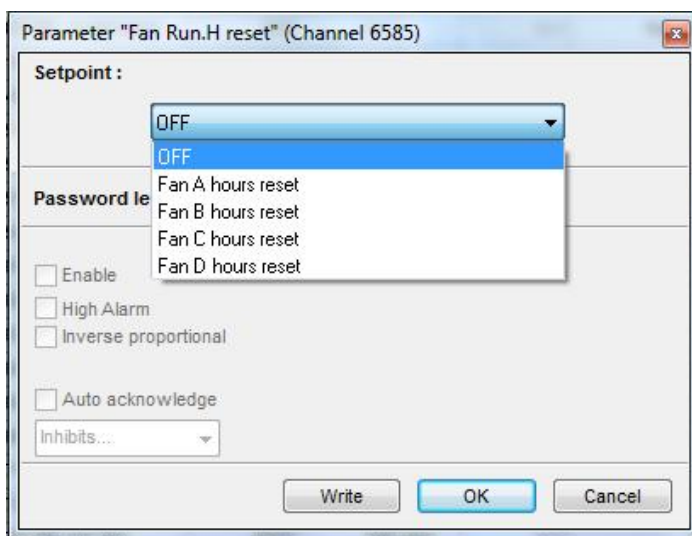 Parameter "Fan Run.H reset" (Channel 6585)
Setpoint :
OFF
OFF
Fan A hours reset
Fan B hours reset
Fan C hours reset
Fan D hours reset
Password le
Enable
High Alarm
Inverse proportional
Auto acknowledge
Inhibits....
Write OK Cancel